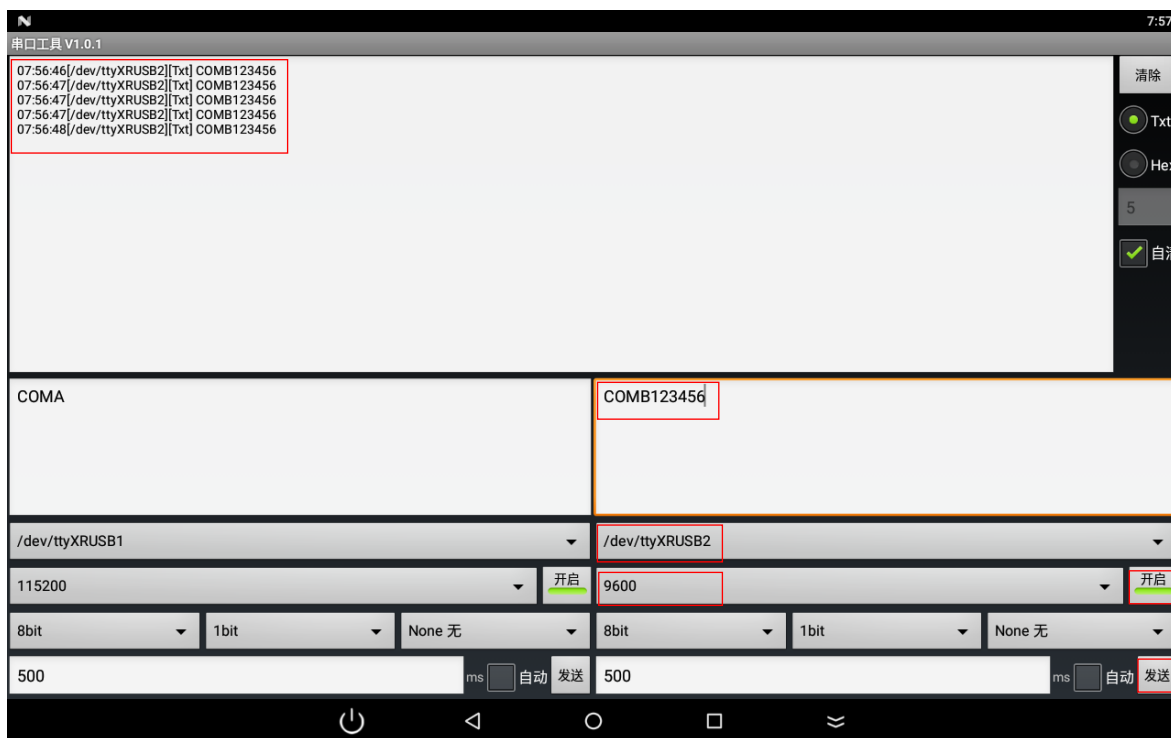 7:57
串口工具 V1.0.1
07:56:46[/dev/ttyXRUSB2][Txt] COMB123456
07:56:47[/dev/ttyXRUSB2][Txt] COMB123456
07:56:47[/dev/ttyXRUSB2][Txt] COMB123456
07:56:47[/dev/ttyXRUSB2][Txt] COMB123456
07:56:48[/dev/ttyXRUSB2][Txt] COMB123456
清除
Txt
He
5
自
COMA
COMB123456
/dev/ttyXRUSB1
/dev/ttyXRUSB2
115200
开启
9600
开启
8bit
1bit
None 无
8bit
1bit
None 无
500
ms
自动
发送
500
ms
自动
发送